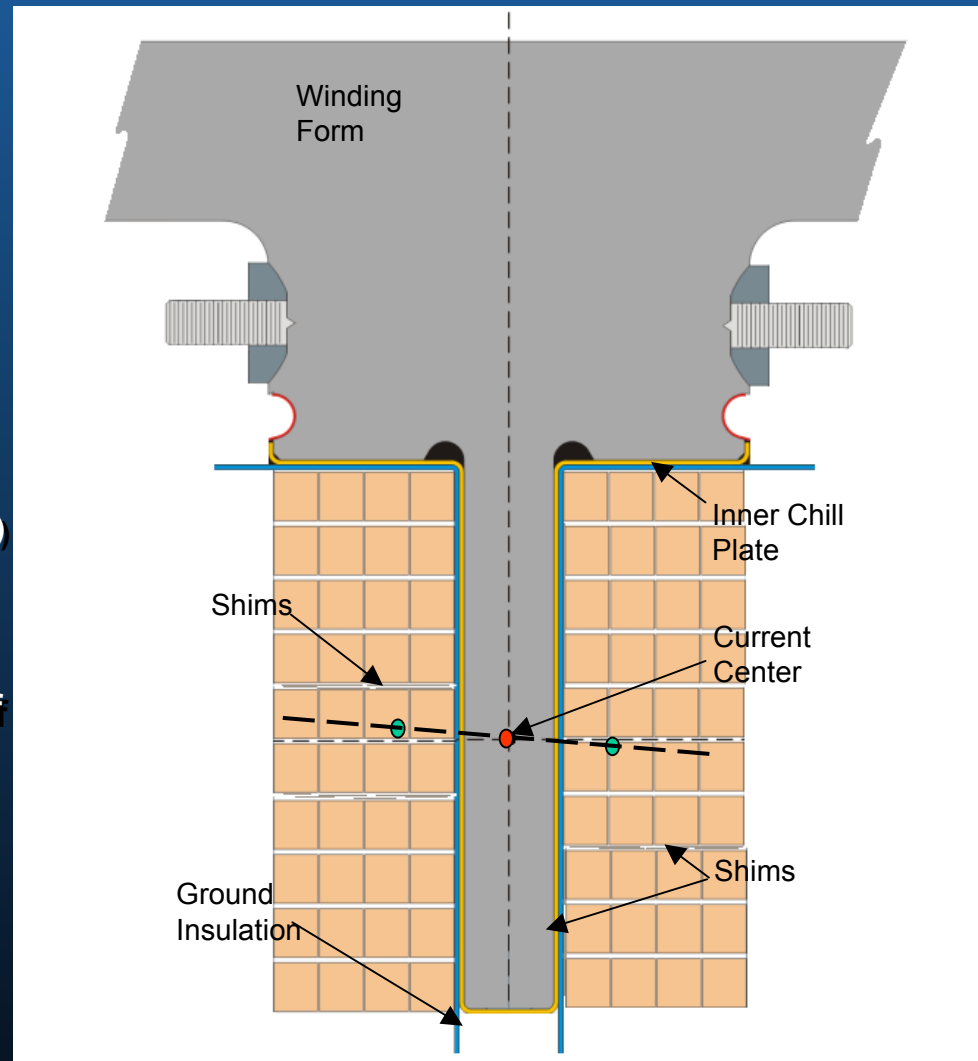 Winding
Form
Inner Chill
Plate
)
Shims
Current
Center
f
Shims
Ground
Insulation